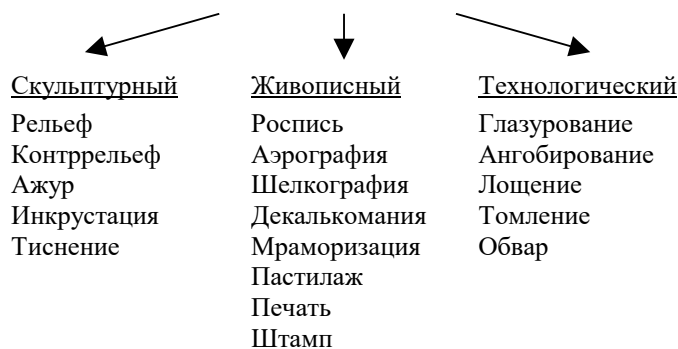 Скульптурный
Рельеф
Контррельеф
Ажур
Инкрустация
Тиснение
Живописный
Роспись
Аэрография
Шелкография
Декалькомания
Мраморизация
Пастилаж
Печать
Штамп
Технологический
Глазурование
Ангобирование
Лощение
Томление
Обвар